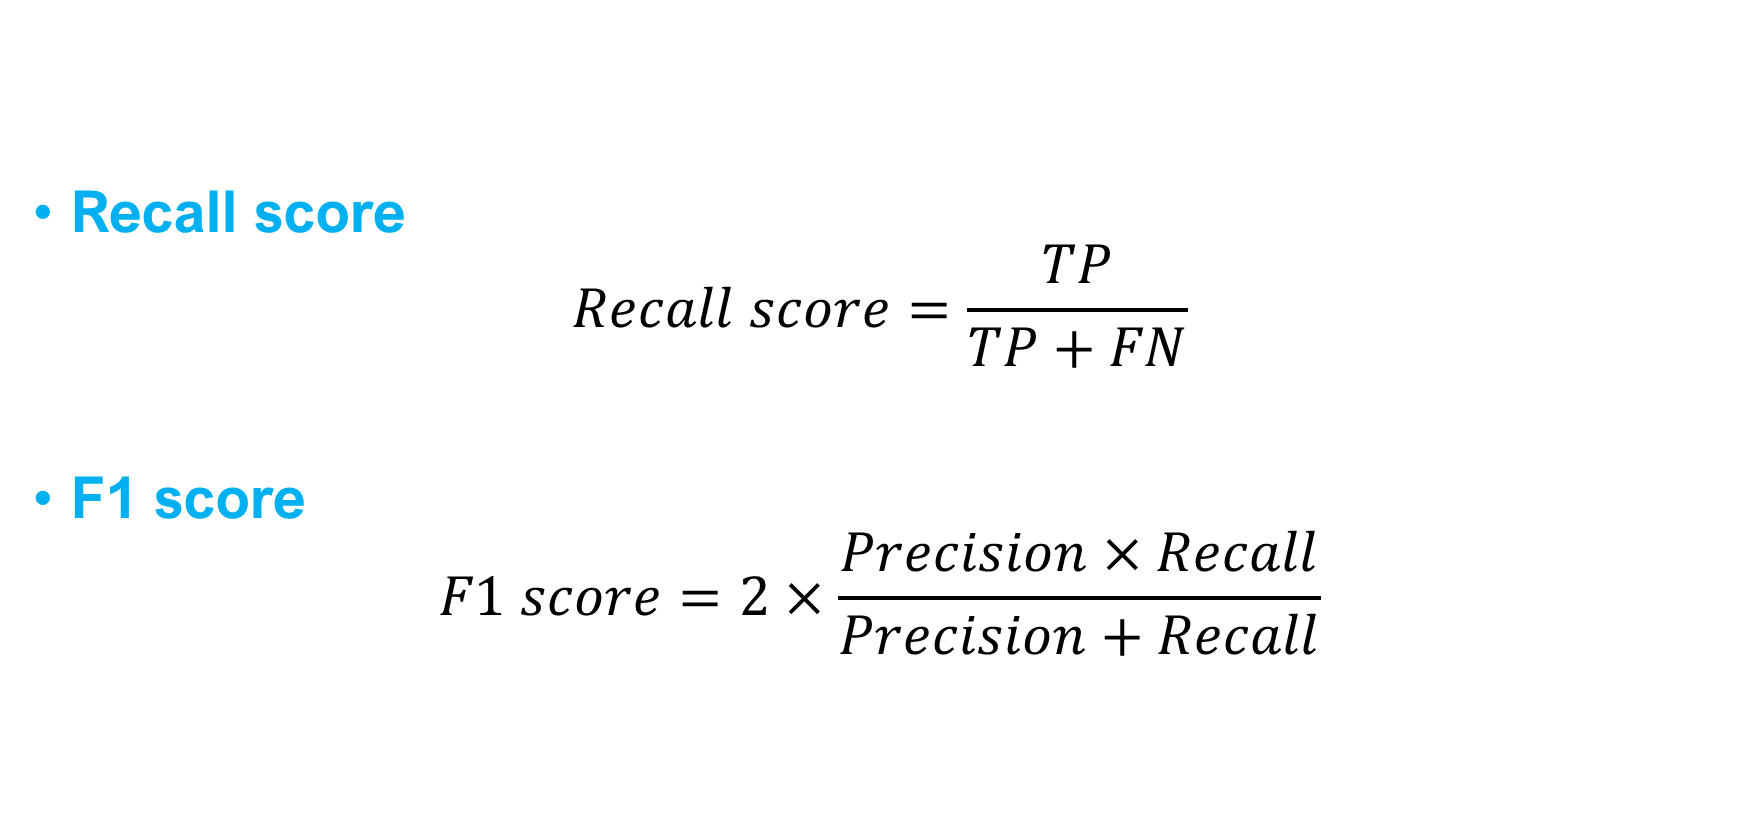 • Recall score
Recall score = TP / TP + FN
• F1 score
F1 score = 2 × Precision × Recall / Precision + Recall